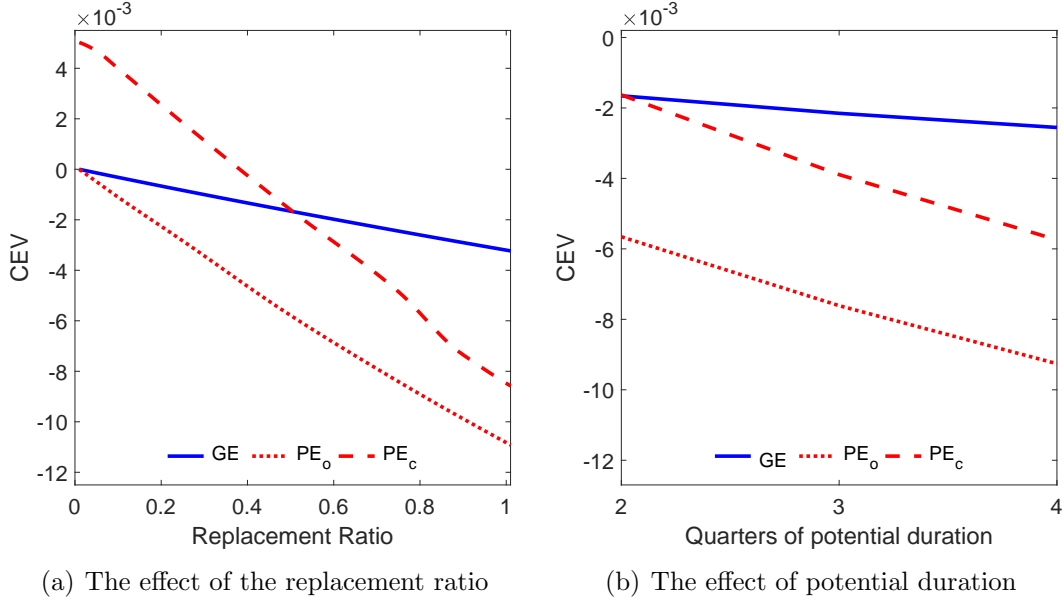 ×10⁻³
4
2
0
-2
-4
-6
-8
-10
-12
CEV
0
0.2
0.4
0.6
0.8
1
Replacement Ratio
GE
PEₒ
PE_c
(a) The effect of the replacement ratio
×10⁻³
0
-2
-4
-6
-8
-10
-12
CEV
2
3
4
Quarters of potential duration
GE
PEₒ
PE_c
(b) The effect of potential duration